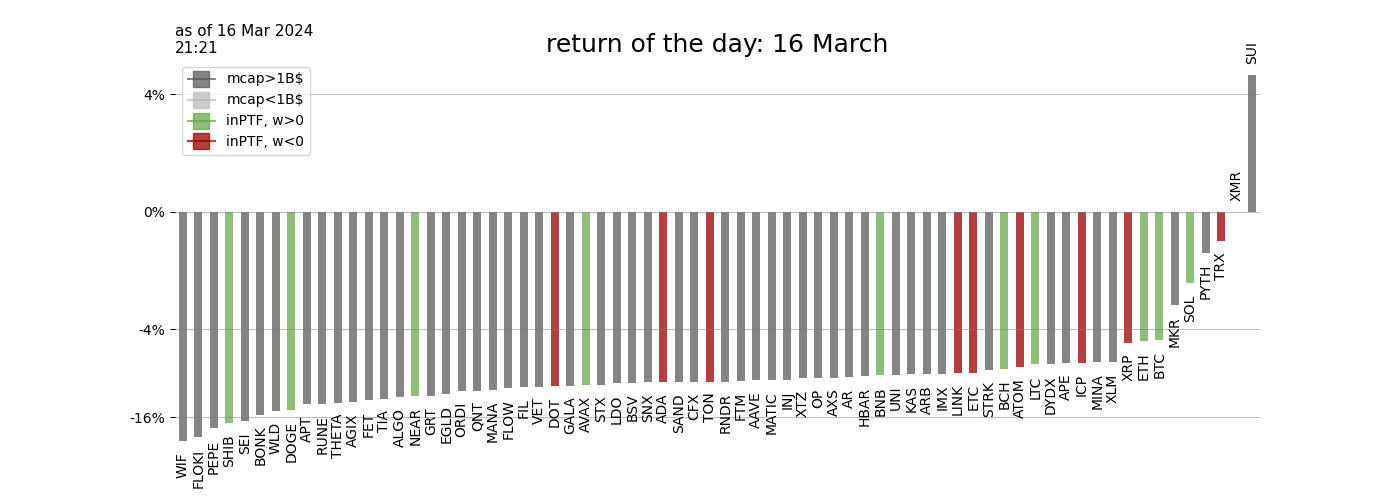 as of 16 Mar 2024
21:21
return of the day: 16 March
mcap>1B$
mcap<1B$
inPTF, w>0
inPTF, w<0
4%
0%
-4%
-16%
WIF
FLOKI
PEPE
SHIB
SEI
BONK
WLD
DOGE
APT
RUNE
THETA
AGIX
FET
TIA
ALGO
NEAR
GRT
EGLD
ORDI
QNT
MANA
FLOW
FIL
VET
DOT
GALA
AVAX
STX
LDO
BSV
SNX
ADA
SAND
CFX
TON
RNDR
FTM
AAVE
MATIC
INJ
XTZ
OP
AXS
AR
HBAR
BNB
UNI
KAS
ARB
IMX
LINK
ETC
STRK
BCH
ATOM
LTC
DYDX
APE
ICP
MINA
XLM
XRP
ETH
BTC
MKR
SOL
PYTH
TRX
XMR
SUI